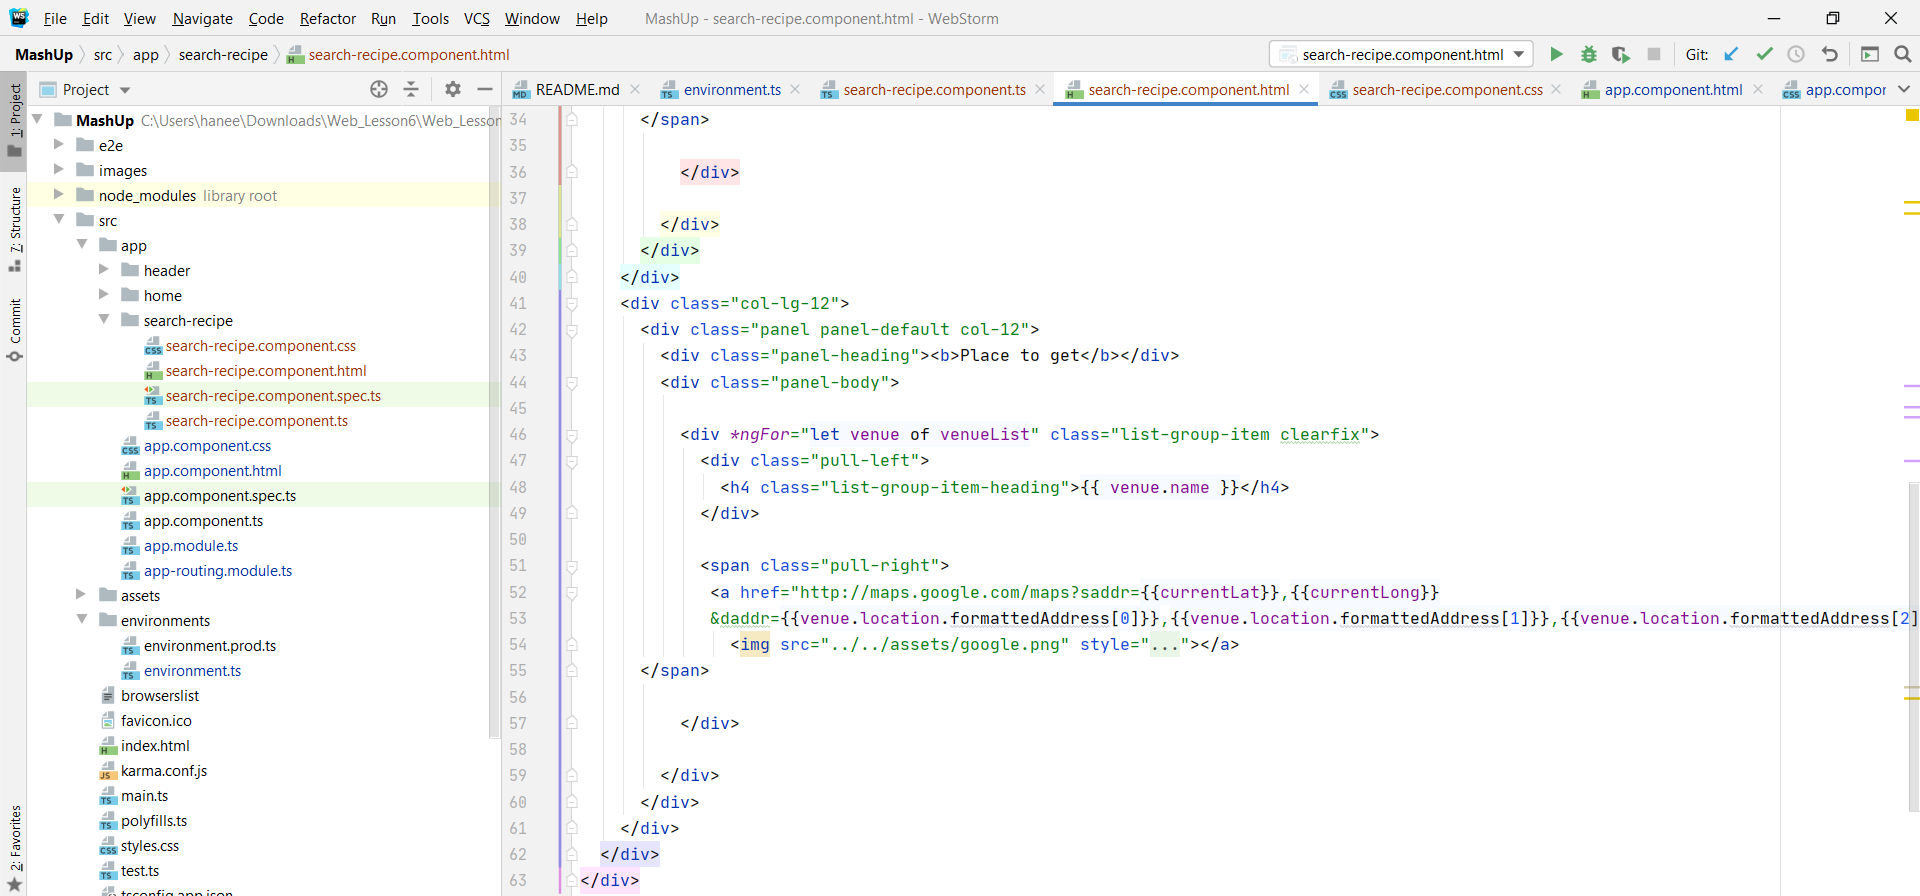 File Edit View Navigate Code Refactor Run Tools VCS Window Help MashUp - search-recipe.component.html - WebStorm
MashUp src app search-recipe search-recipe.component.html search-recipe.component.html Git:
Project README.md environment.ts search-recipe.component.ts search-recipe.component.html search-recipe.component.css app.component.html app.compor
1: Project
7: Structure
Commit
2: Favorites
MashUp C:\Users\hanee\Downloads\Web_Lesson6\Web_Lesson
e2e
images
node_modules library root
src
app
header
home
search-recipe
search-recipe.component.css
search-recipe.component.html
search-recipe.component.spec.ts
search-recipe.component.ts
app.component.css
app.component.html
app.component.spec.ts
app.component.ts
app.module.ts
app-routing.module.ts
assets
environments
environment.prod.ts
environment.ts
browserslist
favicon.ico
index.html
karma.conf.js
main.ts
polyfills.ts
styles.css
test.ts
tsconfig.app.json
34 </span>
35
36 </div>
37
38 </div>
39 </div>
40 </div>
41 <div class="col-lg-12">
42 <div class="panel panel-default col-12">
43 <div class="panel-heading"><b>Place to get</b></div>
44 <div class="panel-body">
45
46 <div *ngFor="let venue of venueList" class="list-group-item clearfix">
47 <div class="pull-left">
48 <h4 class="list-group-item-heading">{{ venue.name }}</h4>
49 </div>
50
51 <span class="pull-right">
52 <a href="http://maps.google.com/maps?saddr={{currentLat}},{{currentLong}}
53 &daddr={{venue.location.formattedAddress[0]}},{{venue.location.formattedAddress[1]}},{{venue.location.formattedAddress[2]
54 <img src="../../assets/google.png" style="..."></a>
55 </span>
56
57 </div>
58
59 </div>
60 </div>
61 </div>
62 </div>
63 </div>